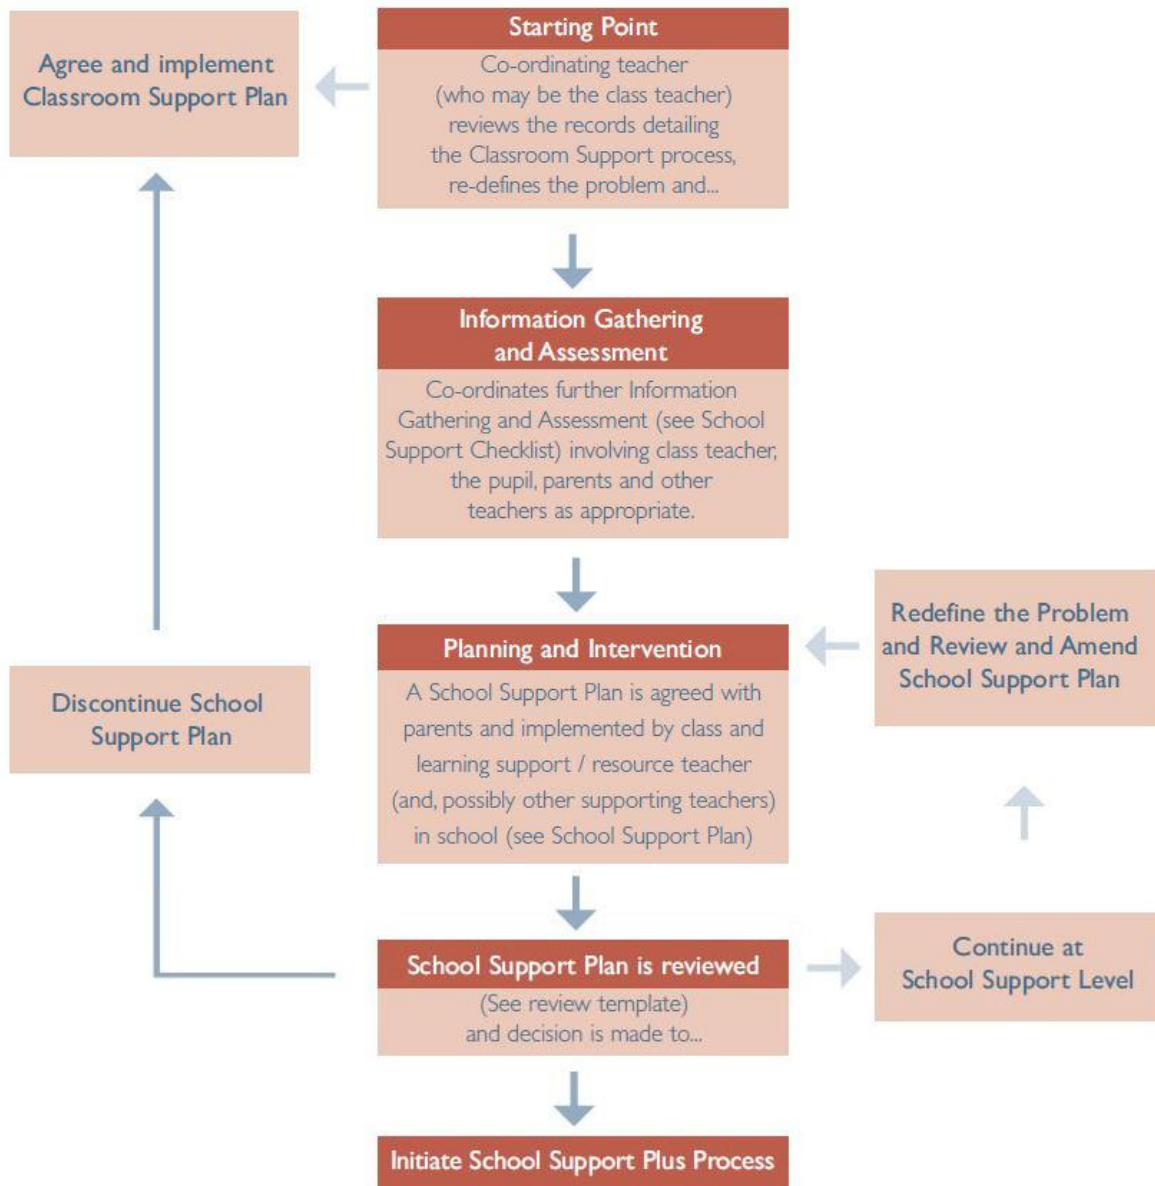 Agree and implement
Classroom Support Plan
Starting Point
Co-ordinating teacher
(who may be the class teacher)
reviews the records detailing
the Classroom Support process,
re-defines the problem and...
Information Gathering
and Assessment
Co-ordinates further Information
Gathering and Assessment (see School
Support Checklist) involving class teacher,
the pupil, parents and other
teachers as appropriate.
Redefine the Problem
and Review and Amend
School Support Plan
Planning and Intervention
A School Support Plan is agreed with
parents and implemented by class and
learning support / resource teacher
(and, possibly other supporting teachers)
in school (see School Support Plan)
Discontinue School
Support Plan
School Support Plan is reviewed
(See review template)
and decision is made to...
Continue at
School Support Level
Initiate School Support Plus Process